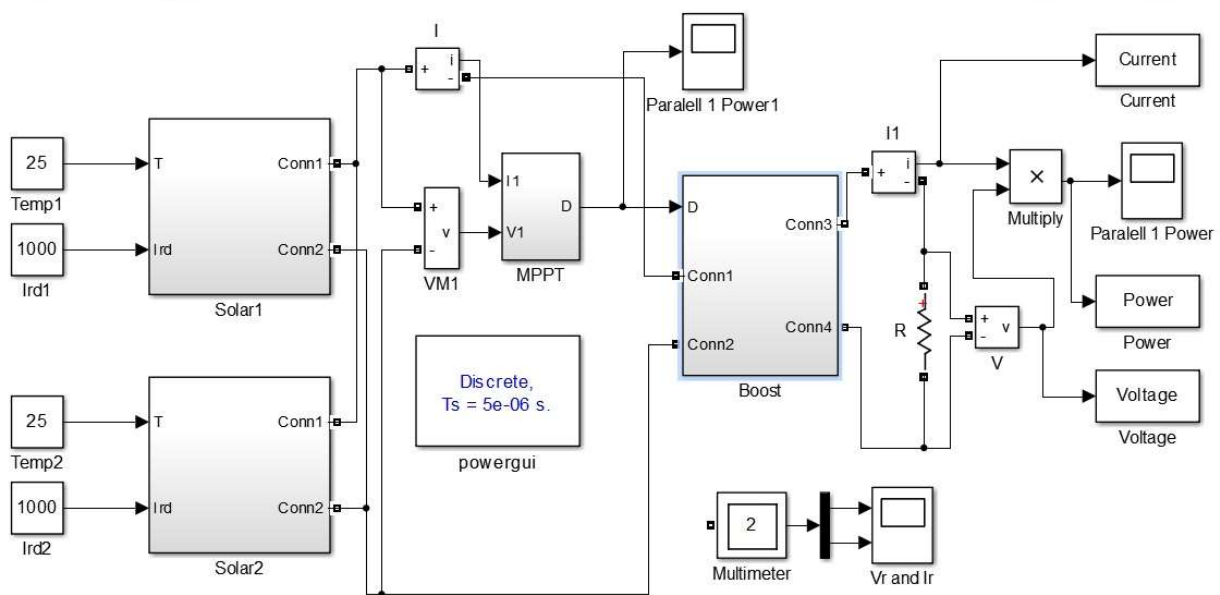 I
i
+
-
Paralell 1 Power1
Current
Current
25
T
Conn1
Temp1
1000
Ird
Conn2
Ird1
Solar1
+
-
v
VM1
I1
V1
D
MPPT
D
Conn3
Conn1
Conn4
Conn2
Boost
I1
i
+
-
×
Multiply
Paralell 1 Power
Power
Power
+
R
+
-
v
V
Voltage
Voltage
Discrete,
Ts = 5e-06 s.
powergui
25
T
Conn1
Temp2
1000
Ird
Conn2
Ird2
Solar2
2
Multimeter
Vr and Ir